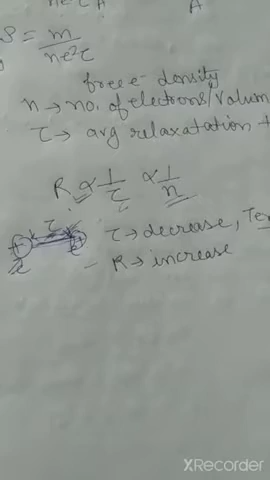 A
S = m/ne²τ
free e⁻ density
n → no. of electrons/volum
τ → avg relaxatation t
R ∝ 1/τ ∝ 1/n
τ
τ → decrease, Te
R → increase
XRecorder